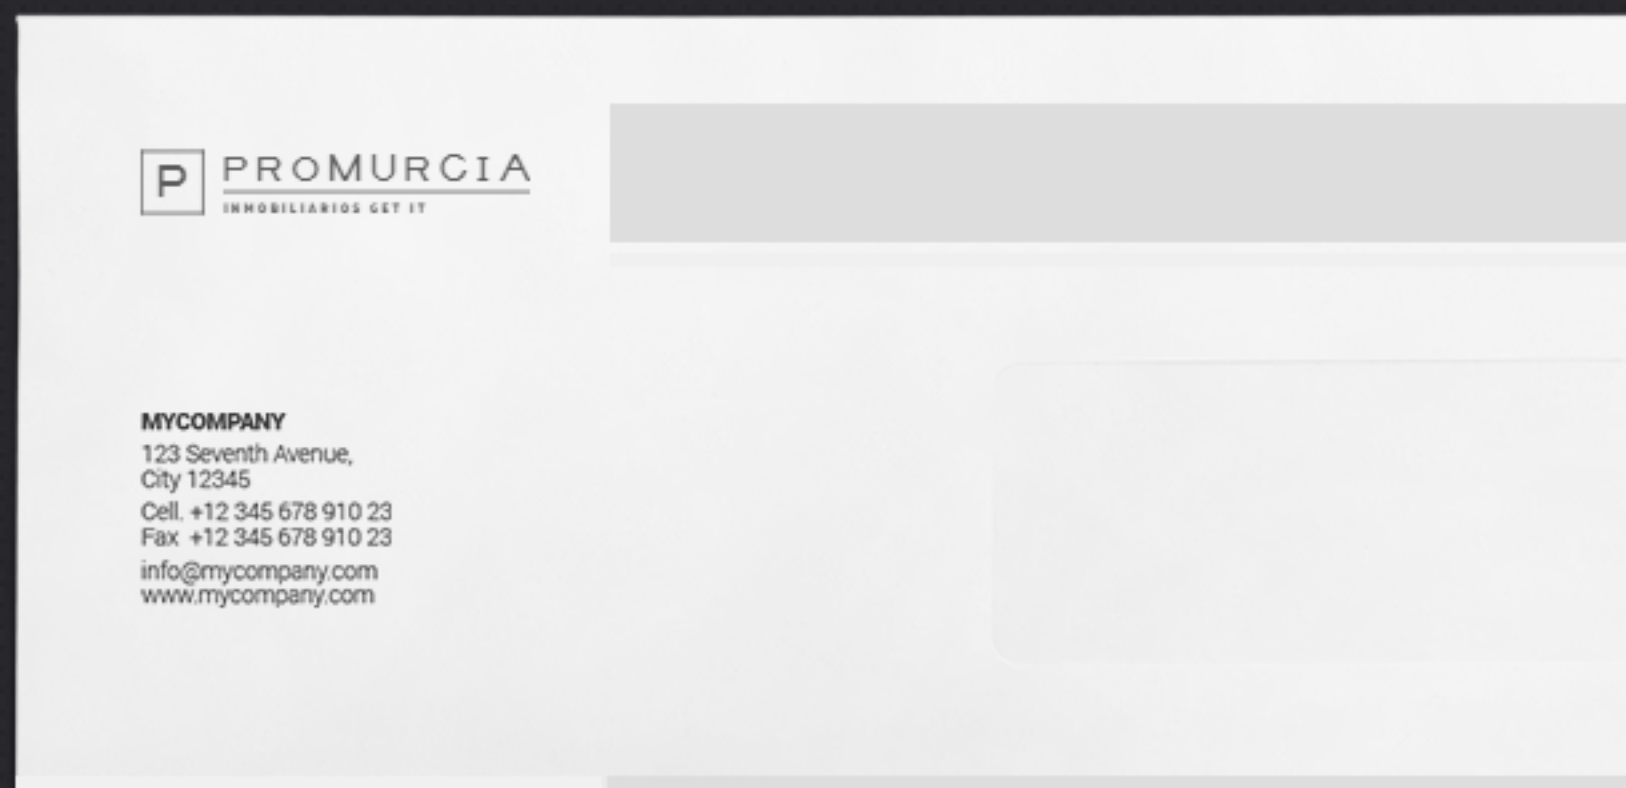 P
PROMURCIA
INMOBILIARIOS GET IT
MYCOMPANY
123 Seventh Avenue,
City 12345
Cell. +12 345 678 910 23
Fax +12 345 678 910 23
info@mycompany.com
www.mycompany.com